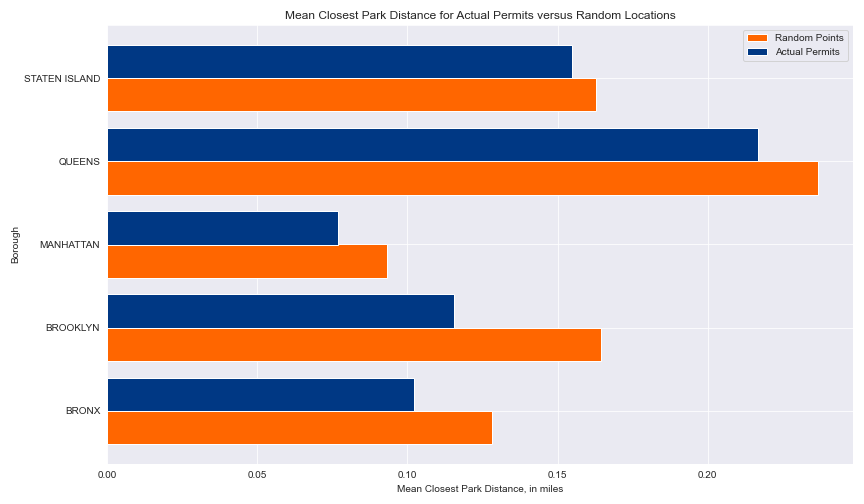 Mean Closest Park Distance for Actual Permits versus Random Locations
Random Points
Actual Permits
Borough
STATEN ISLAND
QUEENS
MANHATTAN
BROOKLYN
BRONX
0.00 0.05 0.10 0.15 0.20
Mean Closest Park Distance, in miles